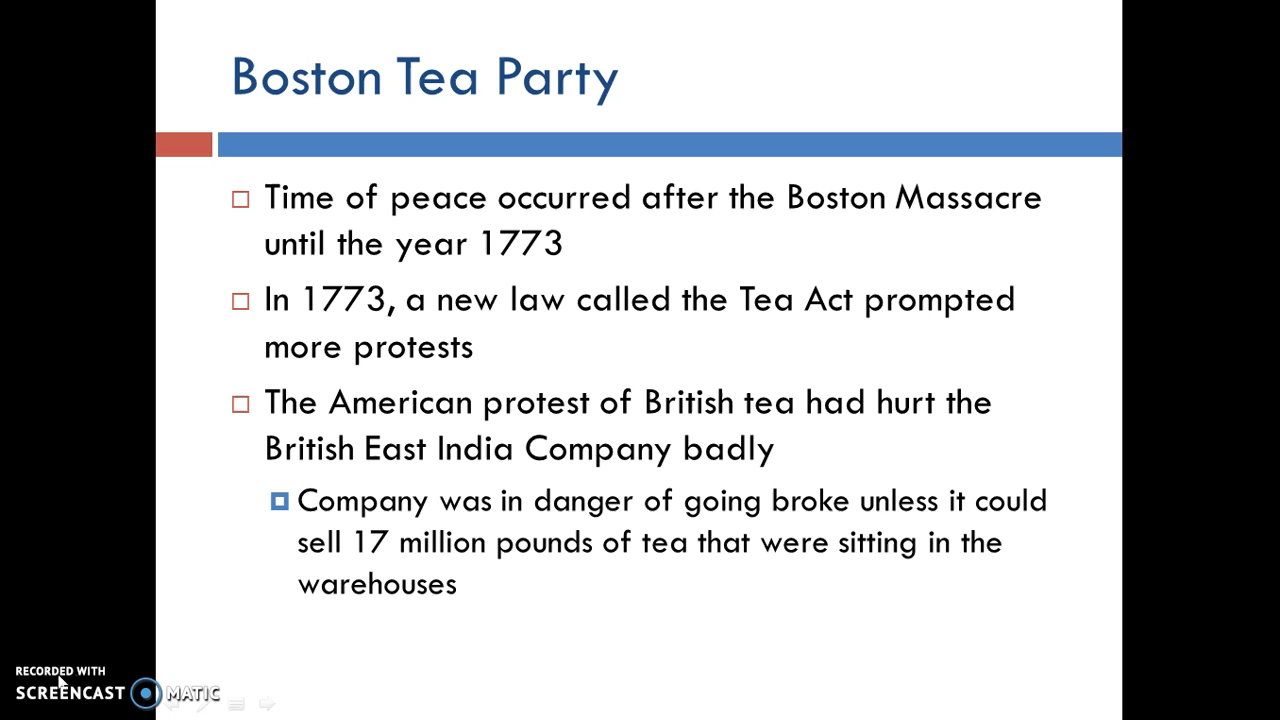 Boston Tea Party
Time of peace occurred after the Boston Massacre
until the year 1773
In 1773, a new law called the Tea Act prompted
more protests
The American protest of British tea had hurt the
British East India Company badly
Company was in danger of going broke unless it could
sell 17 million pounds of tea that were sitting in the
warehouses
RECORDED WITH
SCREENCAST MATIC